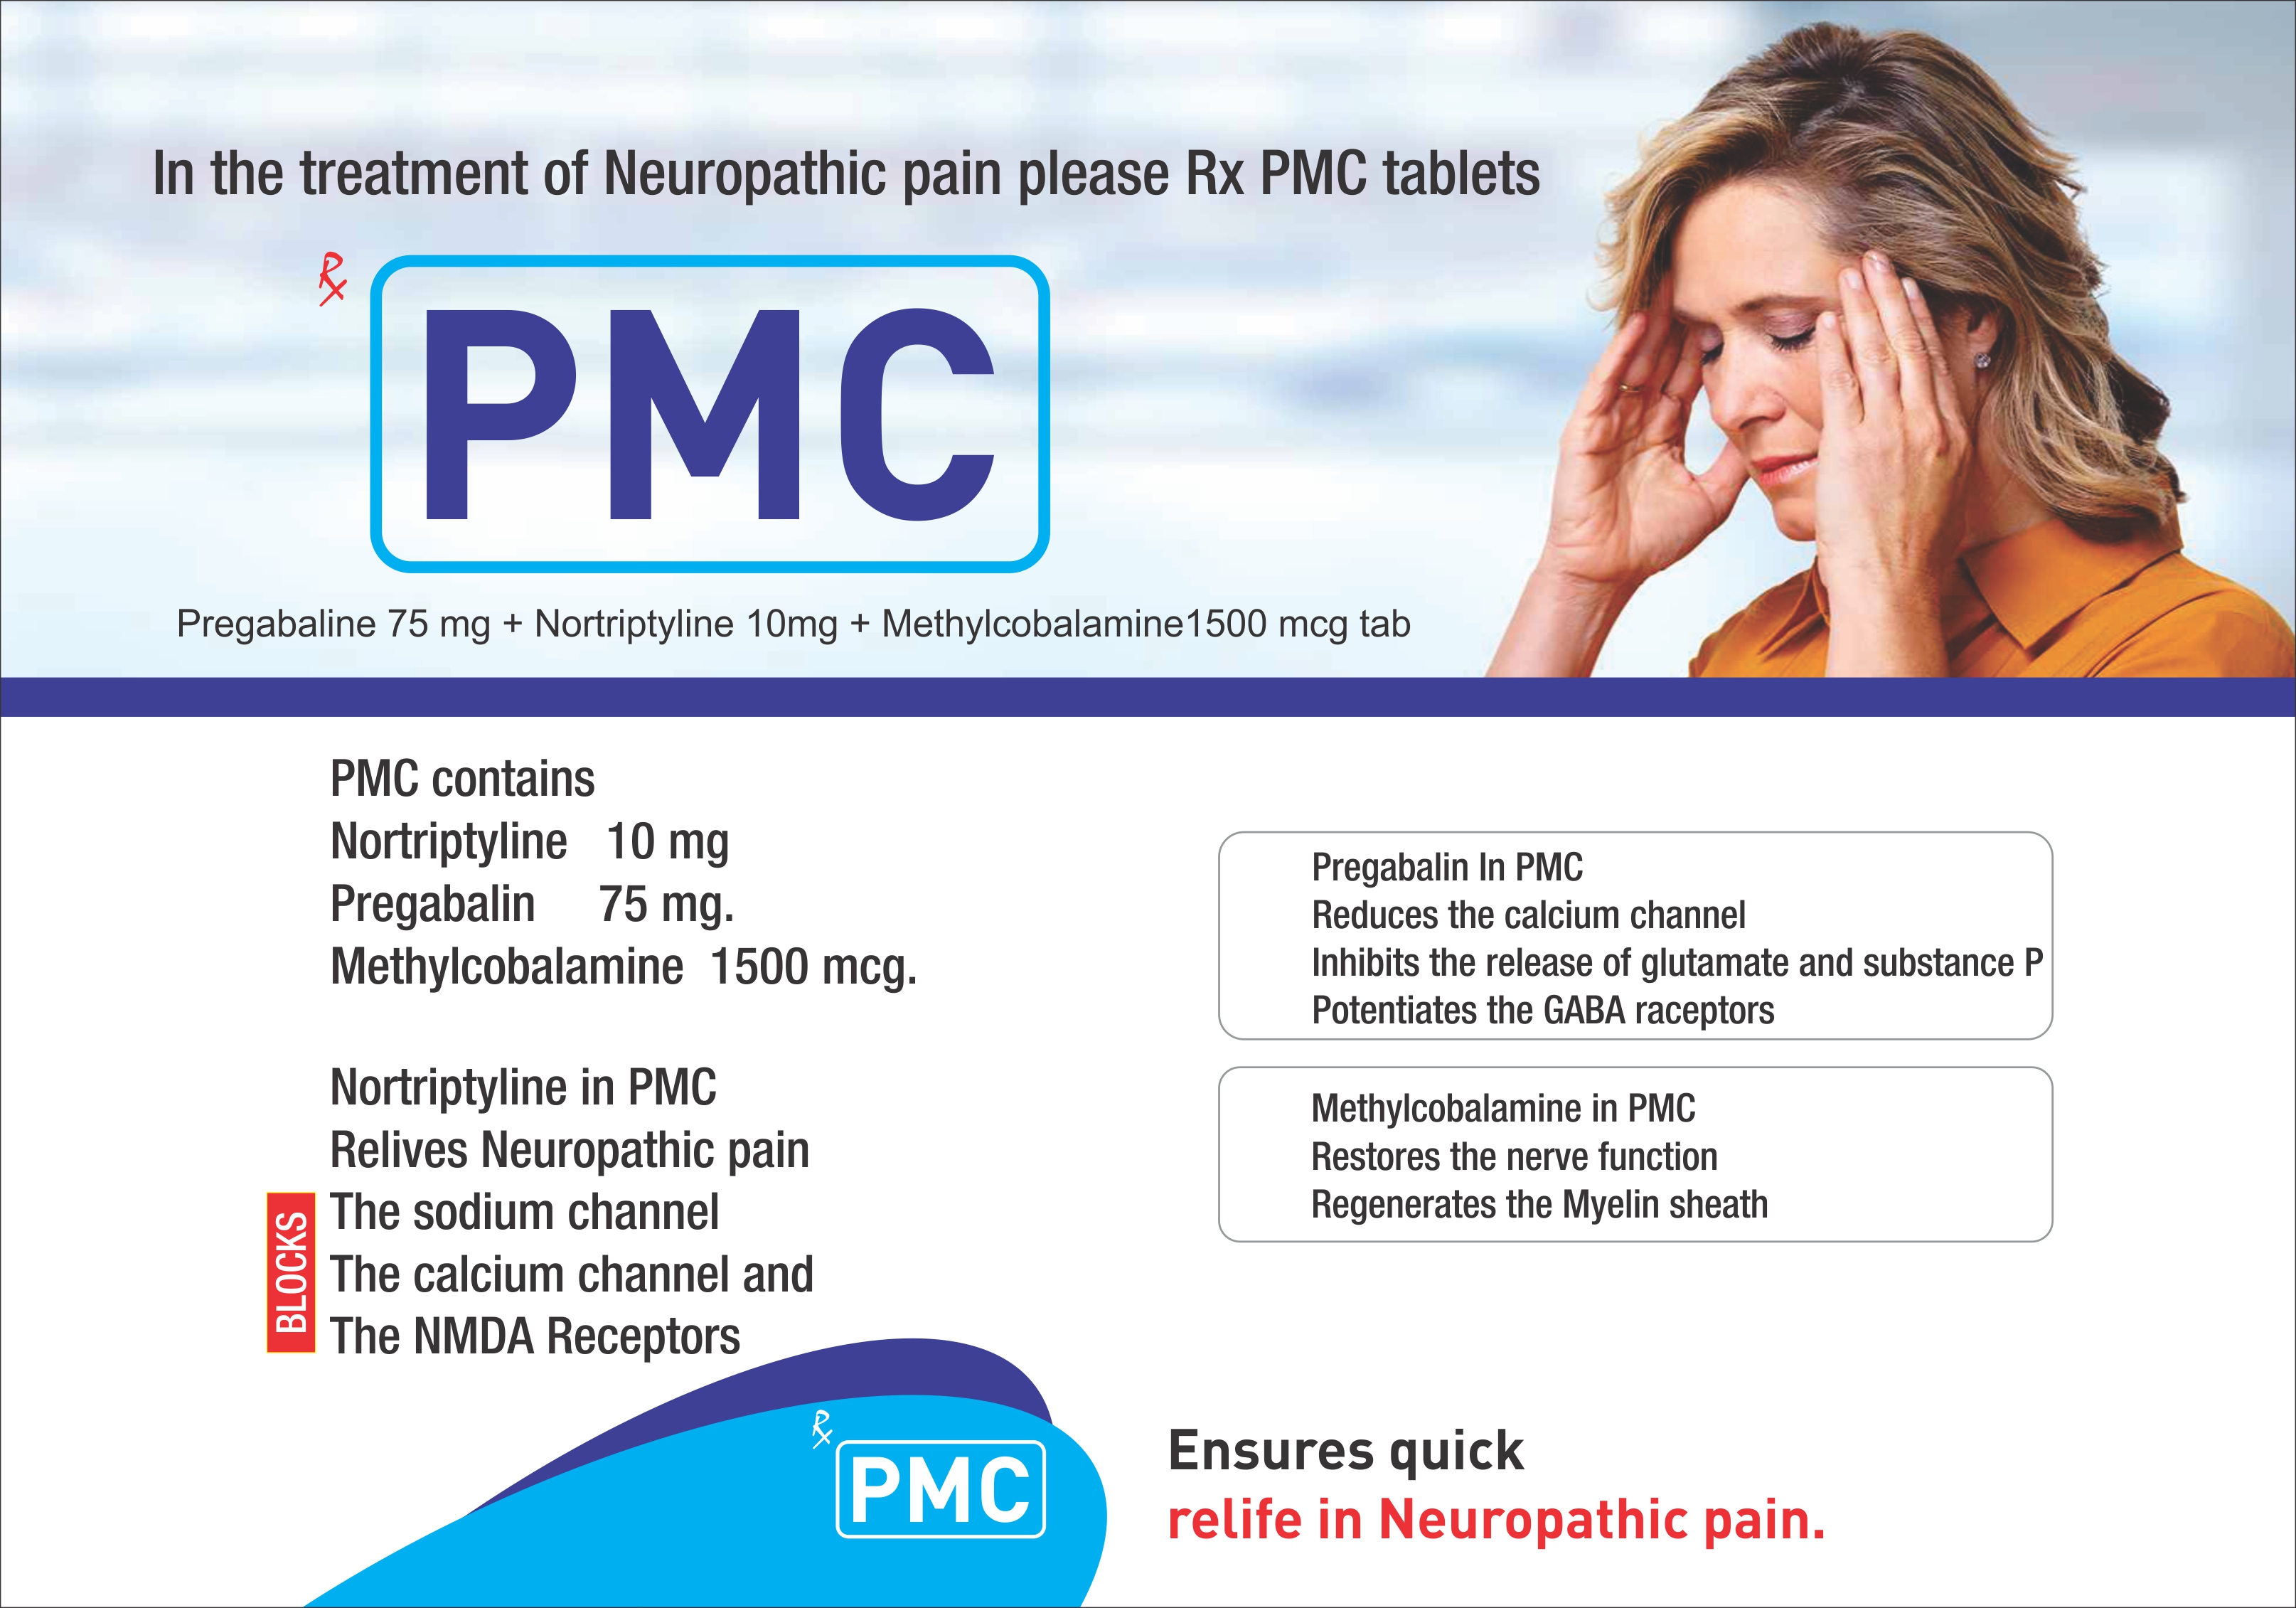 In the treatment of Neuropathic pain please Rx PMC tablets
Rx
PMC
Pregabaline 75 mg + Nortriptyline 10mg + Methylcobalamine1500 mcg tab
PMC contains
Nortriptyline 10 mg
Pregabalin 75 mg.
Methylcobalamine 1500 mcg.
Nortriptyline in PMC
Relives Neuropathic pain
BLOCKS
The sodium channel
The calcium channel and
The NMDA Receptors
Pregabalin In PMC
Reduces the calcium channel
Inhibits the release of glutamate and substance P
Potentiates the GABA raceptors
Methylcobalamine in PMC
Restores the nerve function
Regenerates the Myelin sheath
Rx
PMC
Ensures quick
relife in Neuropathic pain.